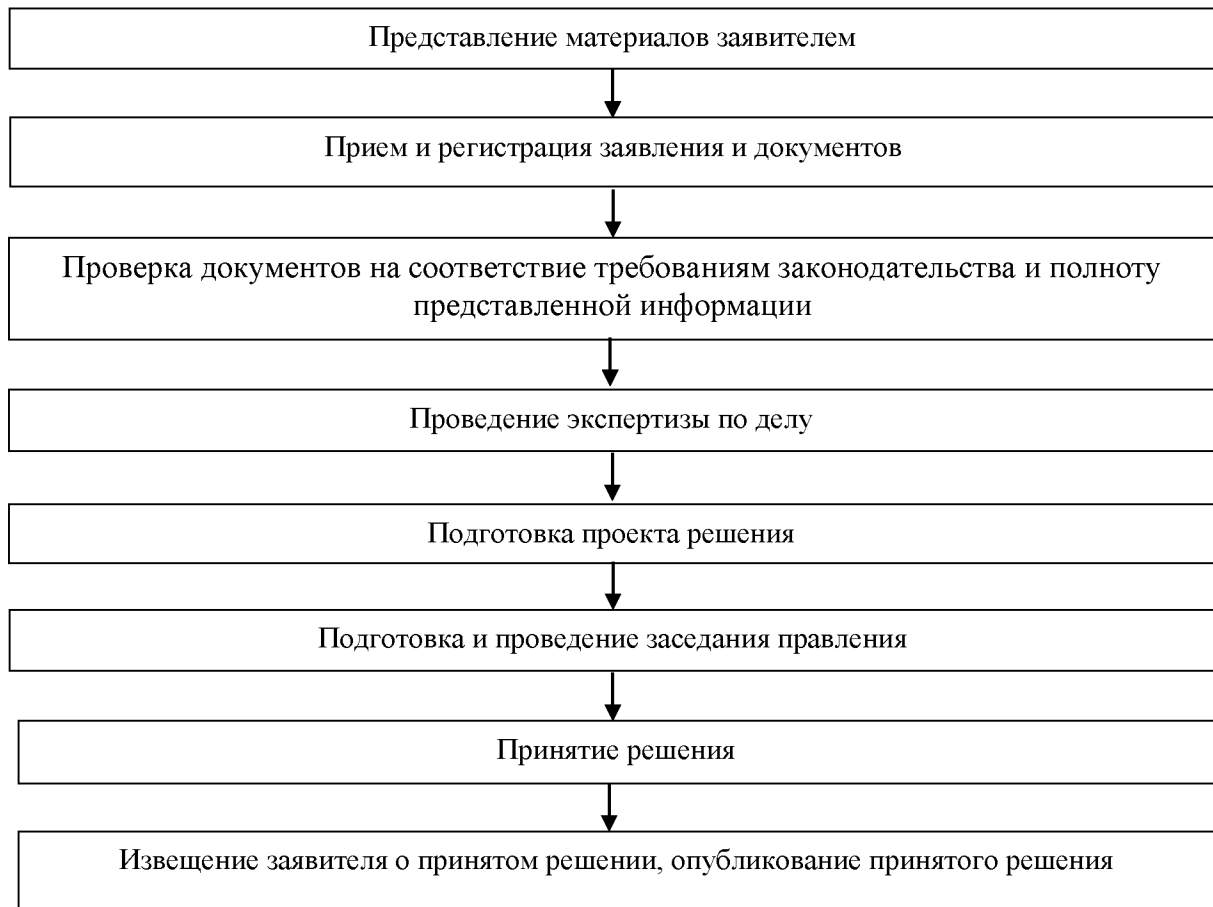 Представление материалов заявителем
Прием и регистрация заявления и документов
Проверка документов на соответствие требованиям законодательства и полноту
представленной информации
Проведение экспертизы по делу
Подготовка проекта решения
Подготовка и проведение заседания правления
Принятие решения
Извещение заявителя о принятом решении, опубликование принятого решения